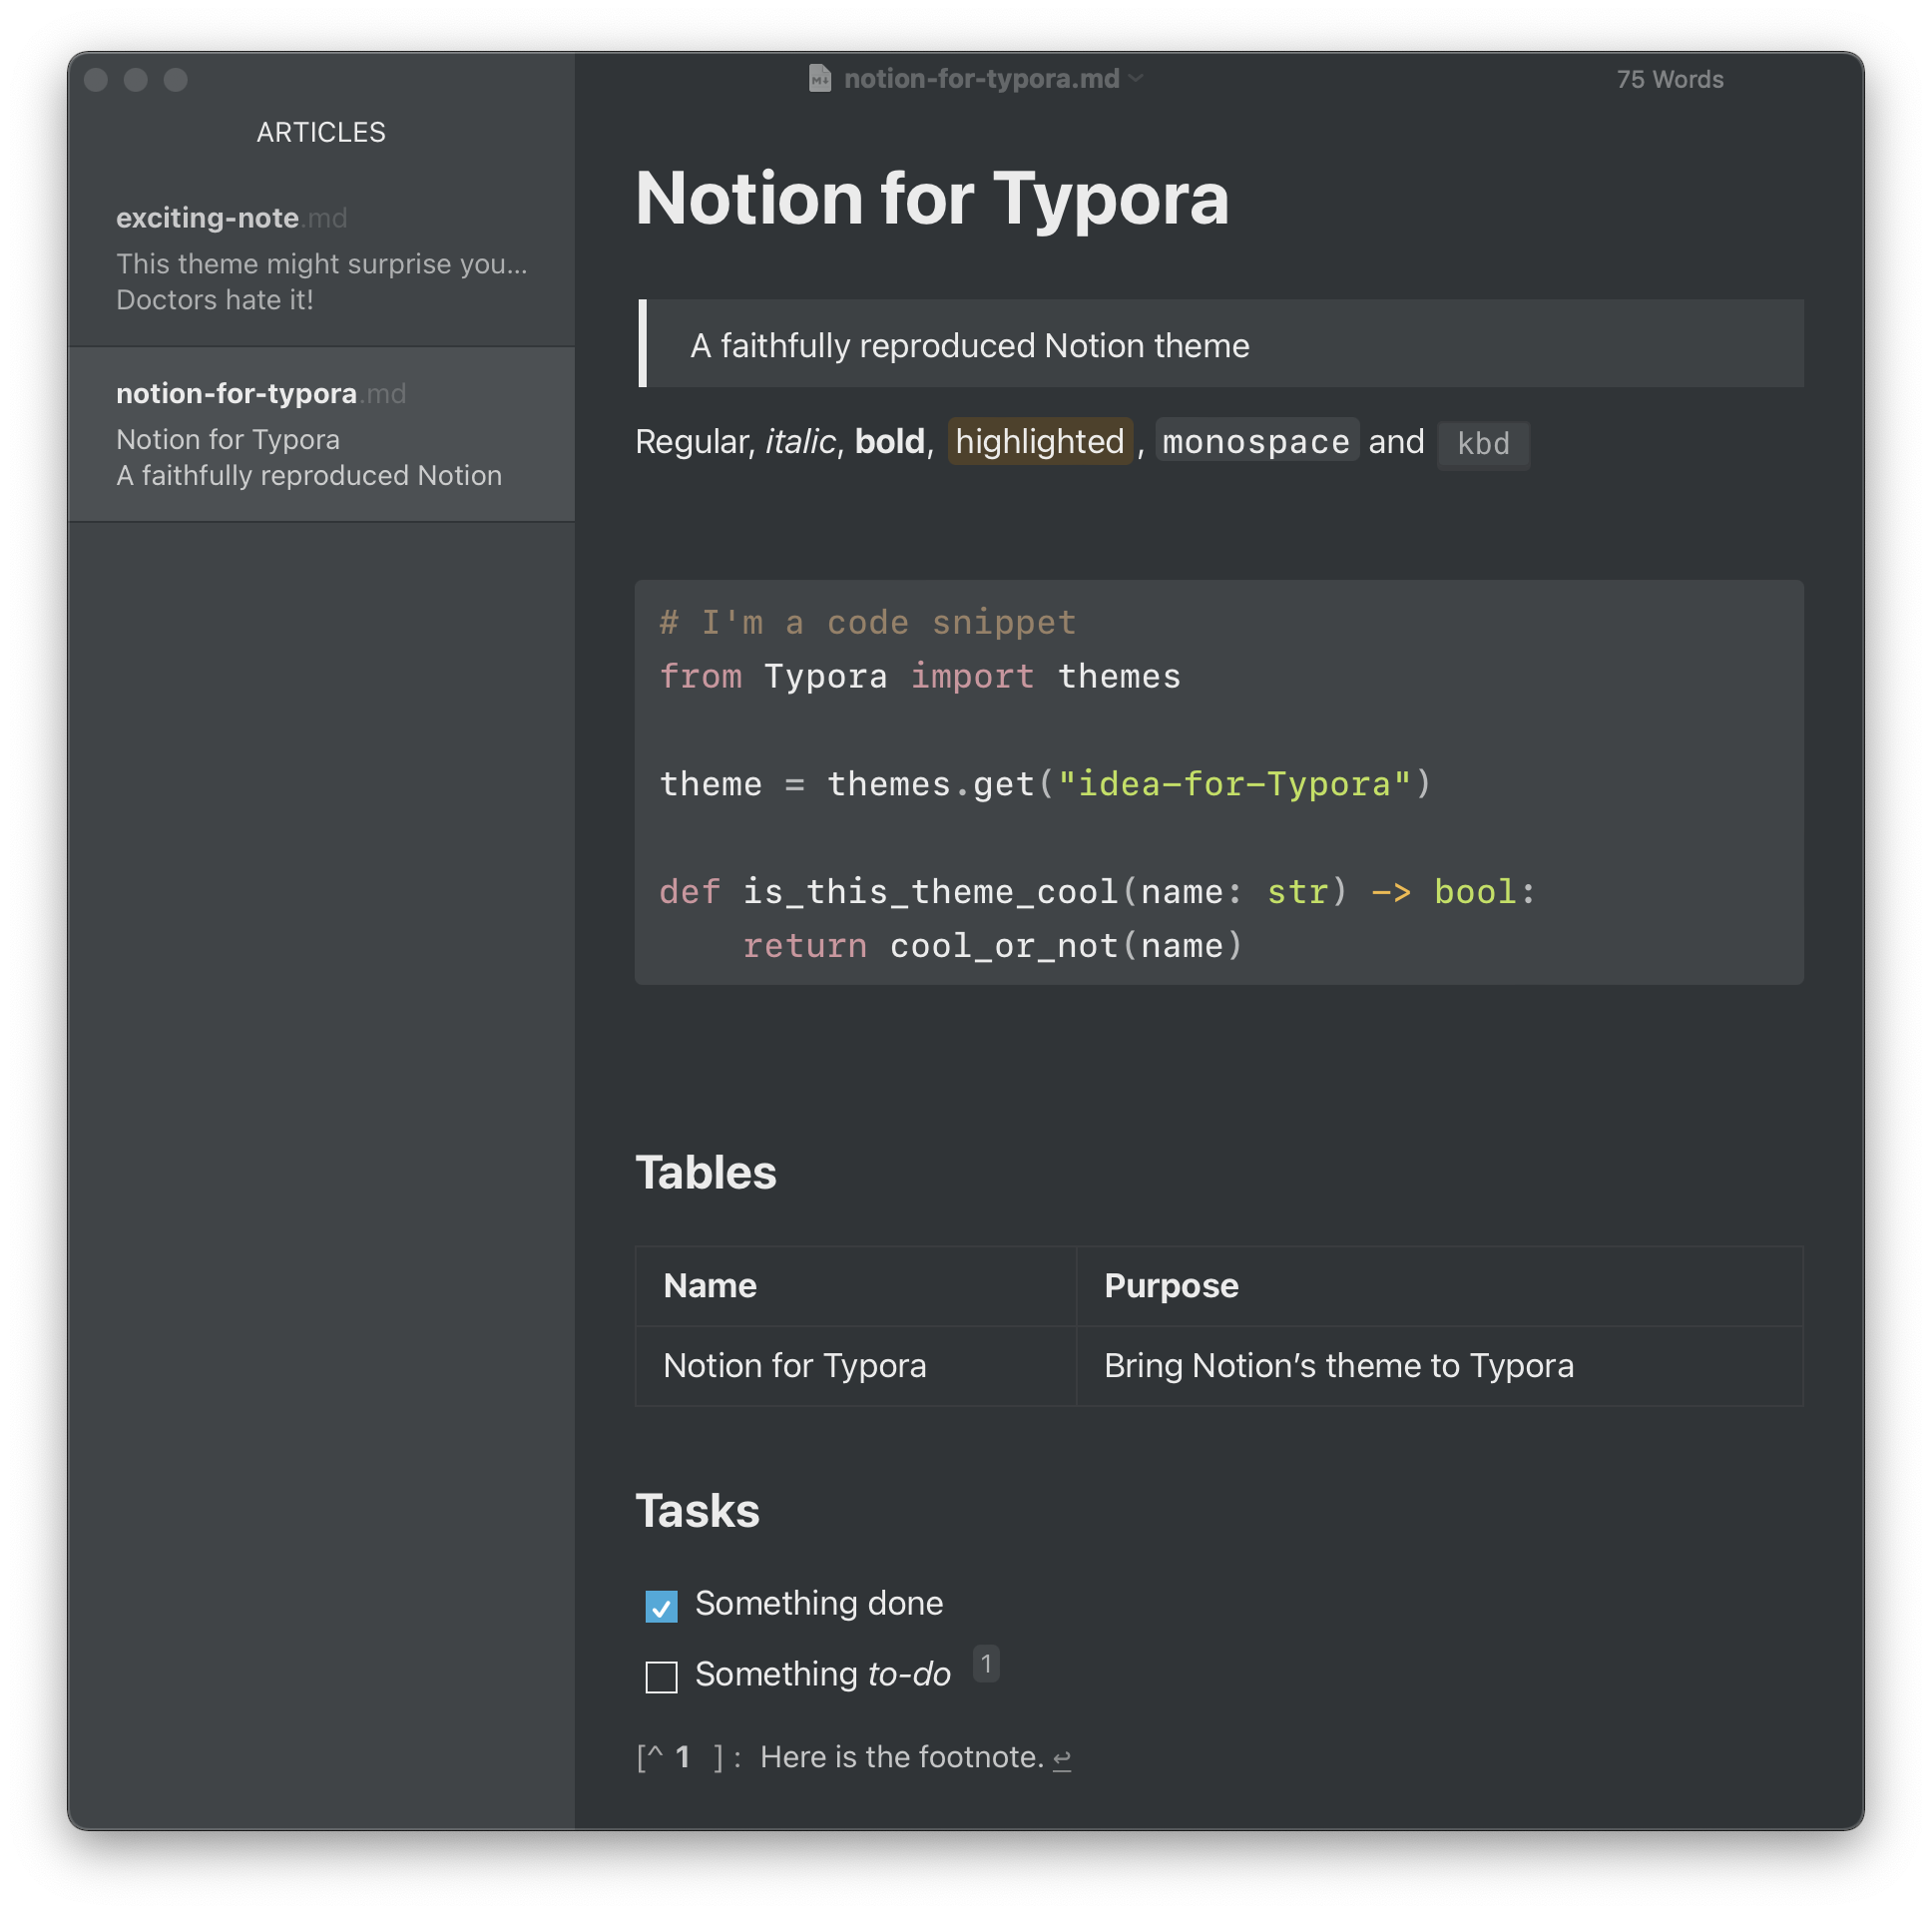 notion-for-typora.md
75 Words
ARTICLES
exciting-note.md
This theme might surprise you...
Doctors hate it!
notion-for-typora.md
Notion for Typora
A faithfully reproduced Notion
Notion for Typora
A faithfully reproduced Notion theme
Regular, italic, bold, highlighted, monospace and kbd
# I'm a code snippet
from Typora import themes
theme = themes.get("idea-for-Typora")
def is_this_theme_cool(name: str) -> bool:
    return cool_or_not(name)
Tables
Name Purpose
Notion for Typora Bring Notion’s theme to Typora
Tasks
Something done
Something to-do 1
[^ 1 ]: Here is the footnote. ↩